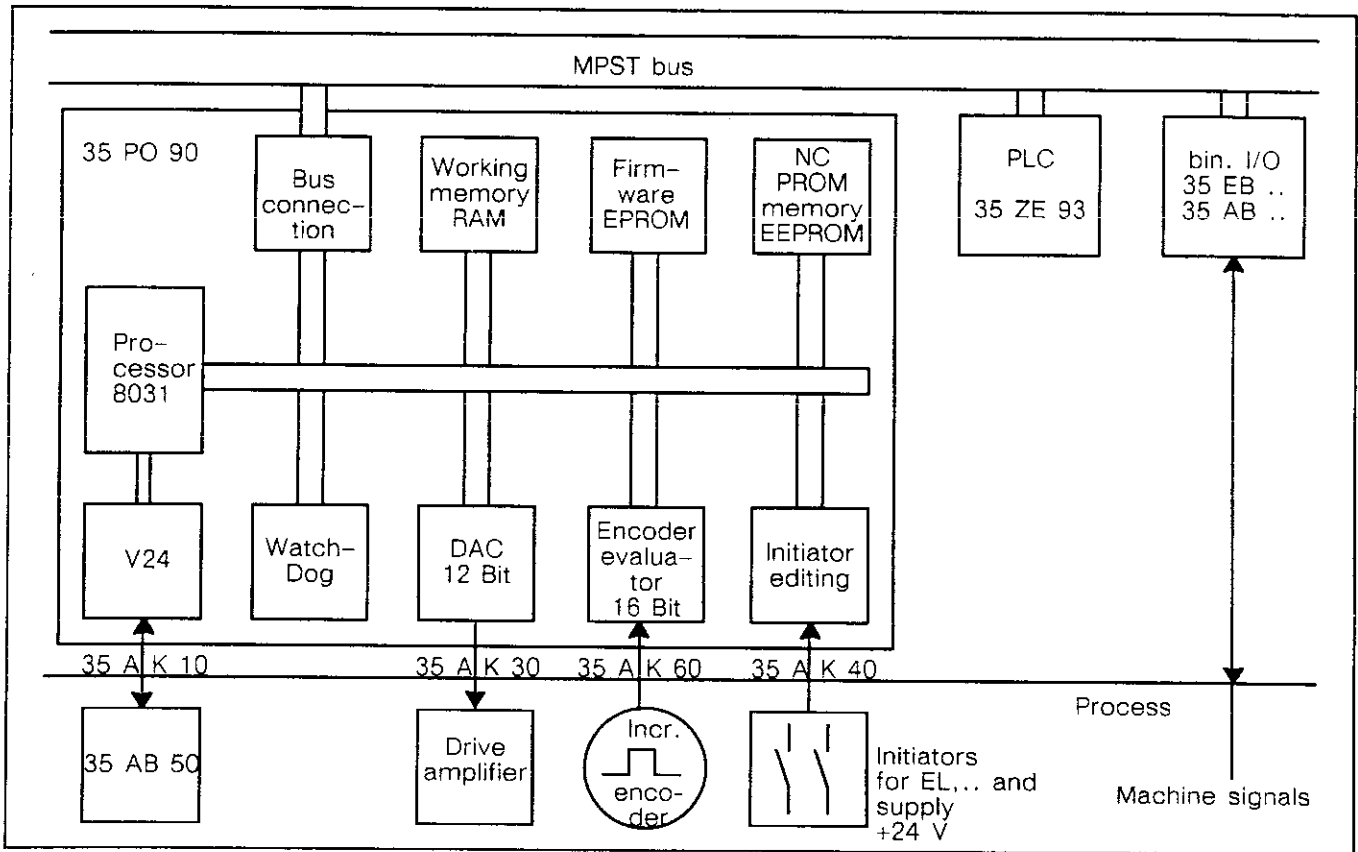 MPST bus
35 PO 90
Bus
connec-
tion
Working
memory
RAM
Firm-
ware
EPROM
NC
PROM
memory
EEPROM
PLC
35 ZE 93
bin. I/O
35 EB ..
35 AB ..
Pro-
cessor
8031
V24
Watch-
Dog
DAC
12 Bit
Encoder
evalua-
tor
16 Bit
Initiator
editing
35 A K 10
35 A K 30
35 A K 60
35 A K 40
Process
35 AB 50
Drive
amplifier
Incr.
enco-
der
Initiators
for EL,.. and
supply
+24 V
Machine signals